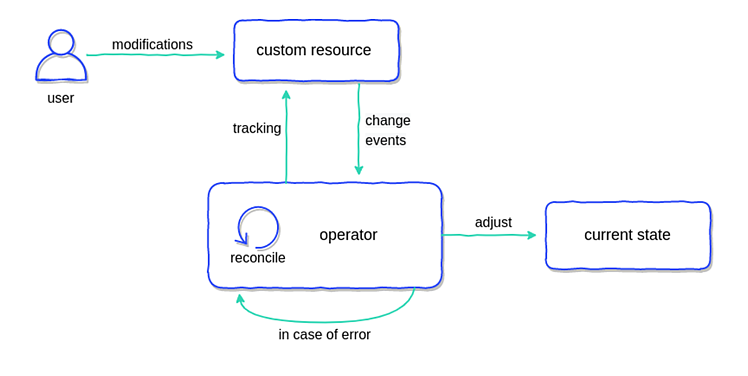 modifications
custom resource
user
tracking
change
events
operator
reconcile
adjust
current state
in case of error